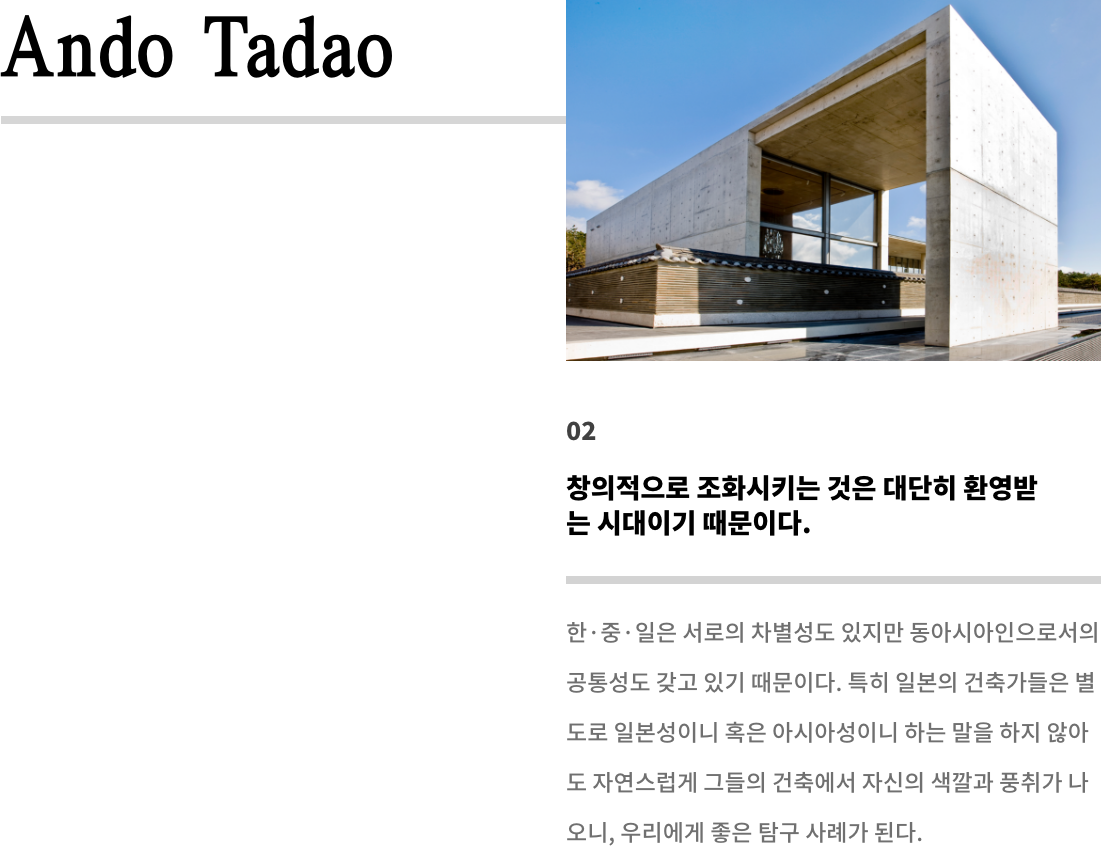 Ando Tadao
02
창의적으로 조화시키는 것은 대단히 환영받
는 시대이기 때문이다.
한·중·일은 서로의 차별성도 있지만 동아시아인으로서의
공통성도 갖고 있기 때문이다. 특히 일본의 건축가들은 별
도로 일본성이니 혹은 아시아성이니 하는 말을 하지 않아
도 자연스럽게 그들의 건축에서 자신의 색깔과 풍취가 나
오니, 우리에게 좋은 탐구 사례가 된다.